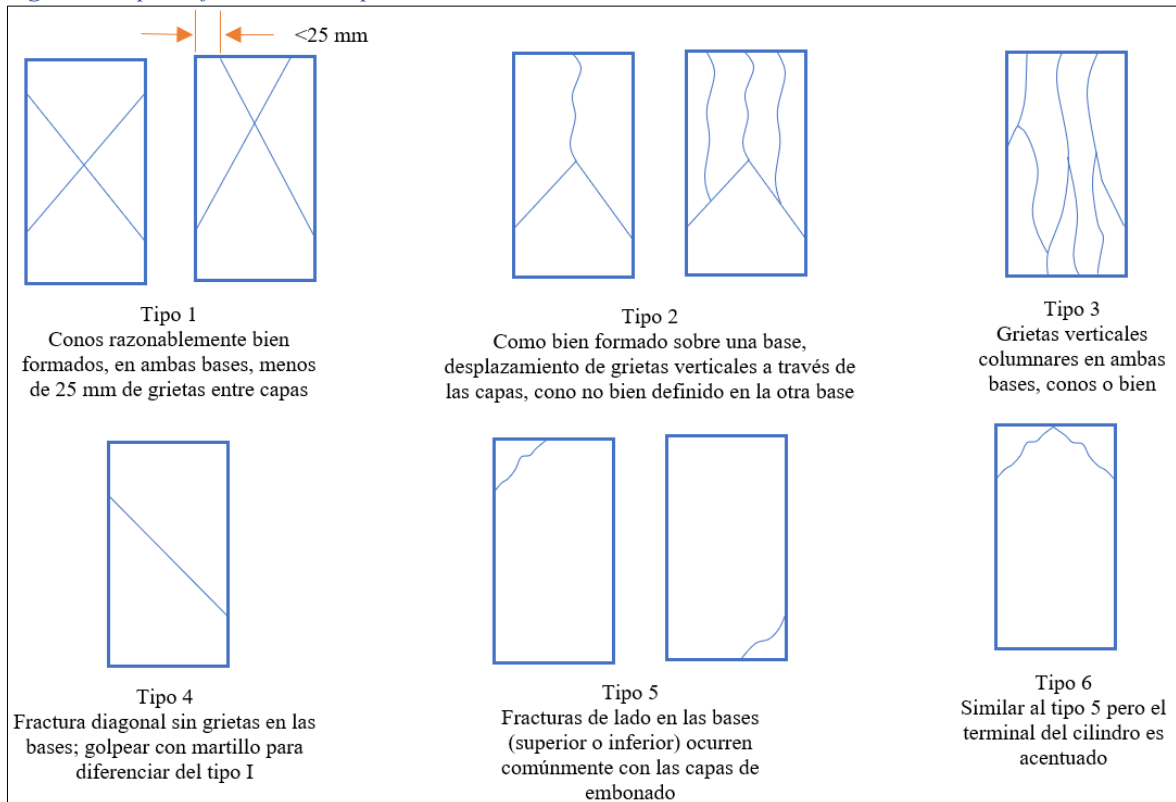 <25 mm
Tipo 1
Conos razonablemente bien
formados, en ambas bases, menos
de 25 mm de grietas entre capas
Tipo 2
Como bien formado sobre una base,
desplazamiento de grietas verticales a través de
las capas, cono no bien definido en la otra base
Tipo 3
Grietas verticales
columnares en ambas
bases, conos o bien
Tipo 4
Fractura diagonal sin grietas en las
bases; golpear con martillo para
diferenciar del tipo I
Tipo 5
Fracturas de lado en las bases
(superior o inferior) ocurren
comúnmente con las capas de
embonado
Tipo 6
Similar al tipo 5 pero el
terminal del cilindro es
acentuado